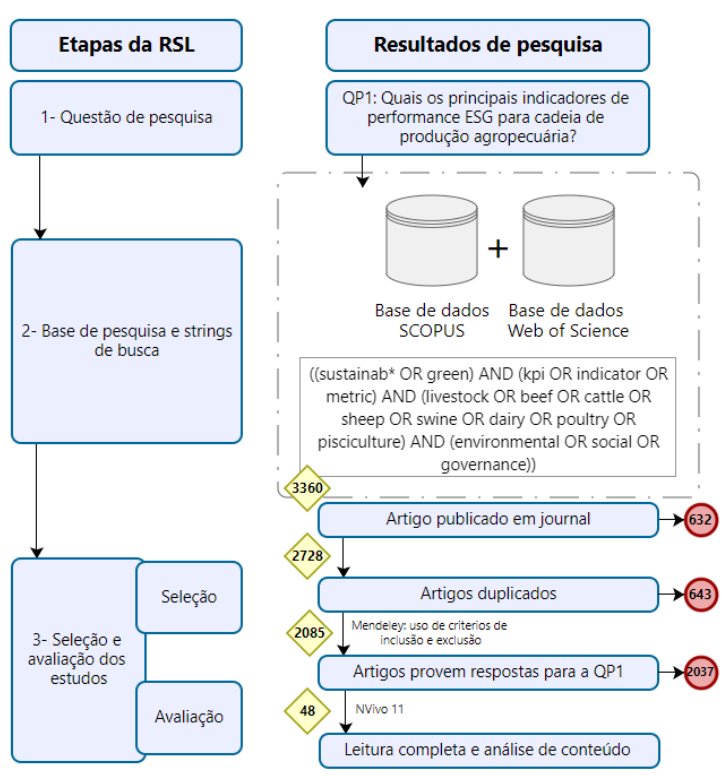 Etapas da RSL
Resultados de pesquisa
1- Questão de pesquisa
QP1: Quais os principais indicadores de
performance ESG para cadeia de
produção agropecuária?
2- Base de pesquisa e strings
de busca
+
Base de dados
SCOPUS
Base de dados
Web of Science
((sustainab* OR green) AND (kpi OR indicator OR
metric) AND (livestock OR beef OR cattle OR
sheep OR swine OR dairy OR poultry OR
pisciculture) AND (environmental OR social OR
governance))
3360
Artigo publicado em journal
632
2728
Artigos duplicados
643
2085
Mendeley: uso de criterios de
inclusão e exclusão
3- Seleção e
avaliação dos
estudos
Seleção
Avaliação
Artigos provem respostas para a QP1
2037
48
NVivo 11
Leitura completa e análise de conteúdo